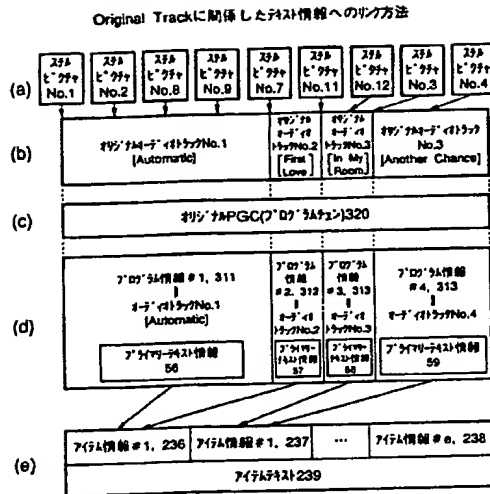 Original Trackに関係したテキスト情報へのリンク方法
(a)
ステル ピクチャ No.1
ステル ピクチャ No.2
ステル ピクチャ No.8
ステル ピクチャ No.9
ステル ピクチャ No.7
ステル ピクチャ No.11
ステル ピクチャ No.12
ステル ピクチャ No.3
ステル ピクチャ No.4
(b)
オリジナルオーディオトラックNo.1
[Automatic]
オリジナル
オーディオ
トラックNo.2
[First
Love]
オリジナル
オーディオ
トラックNo.3
[In My
Room]
オリジナルオーディオトラック
No.3
[Another Chance]
(c)
オリジナルPGC(プログラムチェン)320
(d)
プログラム情報
#1, 311
||
オーディオトラックNo.1
[Automatic]
プライマリーテキスト情報
56
プログラム
情報
#2, 312
||
オーディオ
トラックNo.2
プライマリー
テキスト情報
57
プログラム
情報
#3, 313
||
オーディオ
トラックNo.3
プライマリー
テキスト情報
58
プログラム情報
#4, 313
||
オーディオトラックNo.4
プライマリーテキスト情報
59
(e)
アイテム情報#1, 236
アイテム情報#1, 237
…
アイテム情報#e, 238
アイテムテキスト239